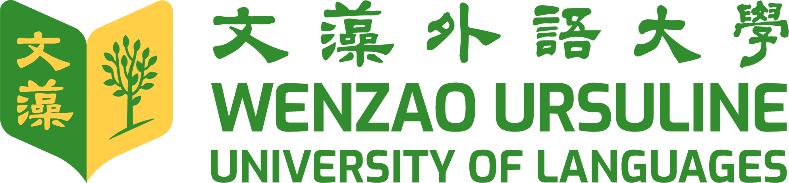 文藻
文藻外語大學
WENZAO URSULINE
UNIVERSITY OF LANGUAGES